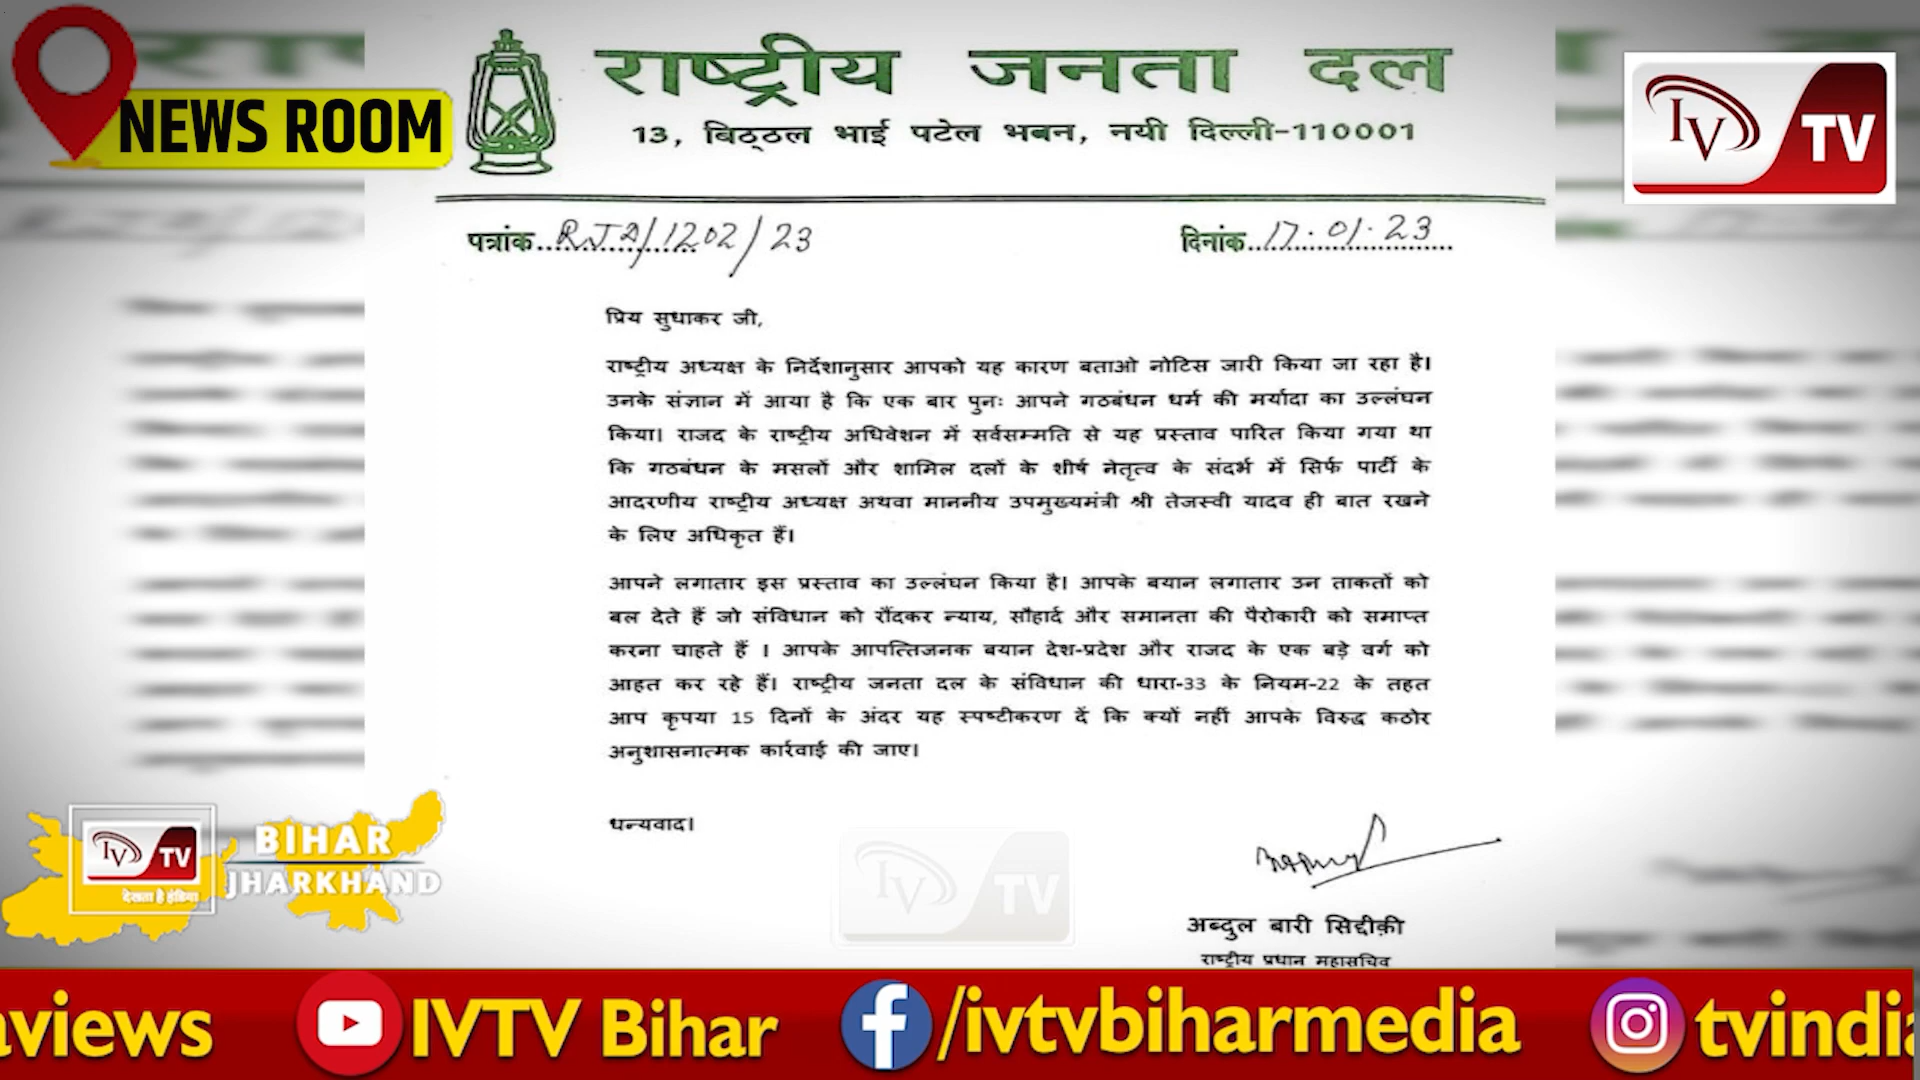 NEWS ROOM
राष्ट्रीय जनता दल
13, बिठ्ठल भाई पटेल भवन, नयी दिल्ली-110001
IV TV
पत्रांक...RJD/1202/23
दिनांक...17.01.23
प्रिय सुधाकर जी,
राष्ट्रीय अध्यक्ष के निर्देशानुसार आपको यह कारण बताओ नोटिस जारी किया जा रहा है।
उनके संज्ञान में आया है कि एक बार पुनः आपने गठबंधन धर्म की मर्यादा का उल्लंघन
किया। राजद के राष्ट्रीय अधिवेशन में सर्वसम्मति से यह प्रस्ताव पारित किया गया था
कि गठबंधन के मसलों और शामिल दलों के शीर्ष नेतृत्व के संदर्भ में सिर्फ पार्टी के
आदरणीय राष्ट्रीय अध्यक्ष अथवा माननीय उपमुख्यमंत्री श्री तेजस्वी यादव ही बात रखने
के लिए अधिकृत हैं।
आपने लगातार इस प्रस्ताव का उल्लंघन किया है। आपके बयान लगातार उन ताकतों को
बल देते हैं जो संविधान को रौंदकर न्याय, सौहार्द और समानता की पैरोकारी को समाप्त
करना चाहते हैं । आपके आपत्तिजनक बयान देश-प्रदेश और राजद के एक बड़े वर्ग को
आहत कर रहे हैं। राष्ट्रीय जनता दल के संविधान की धारा-33 के नियम-22 के तहत
आप कृपया 15 दिनों के अंदर यह स्पष्टीकरण दें कि क्यों नहीं आपके विरुद्ध कठोर
अनुशासनात्मक कार्रवाई की जाए।
धन्यवाद।
अब्दुल बारी सिद्दीक़ी
राष्ट्रीय प्रधान महासचिव
IV TV
देखता है इंडिया
BIHAR
JHARKHAND
IV TV
aviews
IVTV Bihar
/ivtvbiharmedia
tvindia